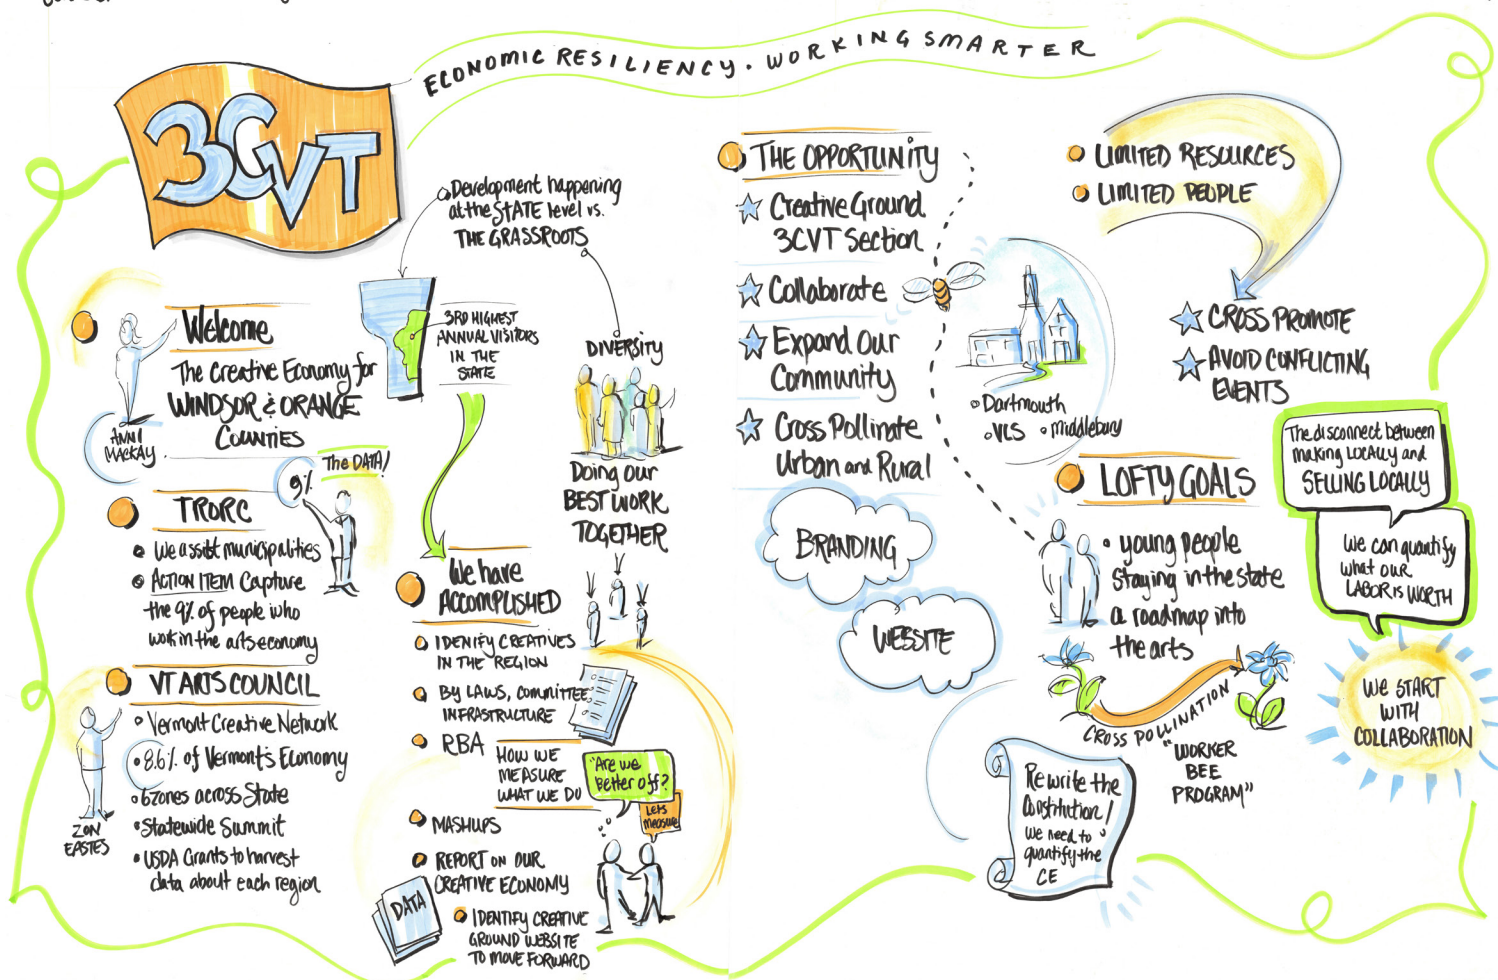 ECONOMIC RESILIENCY. WORKING SMARTER
3CVT
Development happening
at the STATE level vs.
THE GRASSROOTS
3RD HIGHEST
ANNUAL VISITORS
IN THE
STATE
DIVERSITY
Doing our
BEST WORK
TOGETHER
Welcome
The Creative Economy for
WINDSOR & ORANGE
COUNTIES
ANNI
MACKAY
The DATA!
9%
TRORC
We assist municipalities
ACTION ITEM Capture
the 9% of people who
work in the arts economy
VT ARTS COUNCIL
Vermont Creative Network
8.6% of Vermont's Economy
6 zones across State
Statewide Summit
USDA Grants to harvest
data about each region
ZON
EASTES
We have
ACCOMPLISHED
IDENIFY CREATIVES
IN THE REGION
BY LAWS, COMMITTEE
INFRASTRUCTURE
RBA
HOW WE
MEASURE
WHAT WE DO
"Are we
better off?
Lets
measure
MASHUPS
REPORT ON OUR
CREATIVE ECONOMY
DATA
IDENTIFY CREATIVE
GROUND WEBSITE
TO MOVE FORWARD
THE OPPORTUNITY
Creative Ground
3CVT Section
Collaborate
Expand Our
Community
Cross Pollinate
Urban and Rural
BRANDING
WEBSITE
Dartmouth
VLS
Middlebury
LIMITED RESOURCES
LIMITED PEOPLE
CROSS PROMOTE
AVOID CONFLICTING
EVENTS
LOFTY GOALS
young people
staying in the state
a roadmap into
the arts
CROSS POLLINATION
"WORKER
BEE
PROGRAM"
Rewrite the
Constitution!
We need to
quantify the
CE
The disconnect between
making LOCALLY and
SELLING LOCALLY
We can quantify
what our
LABOR IS WORTH
WE START
WITH
COLLABORATION